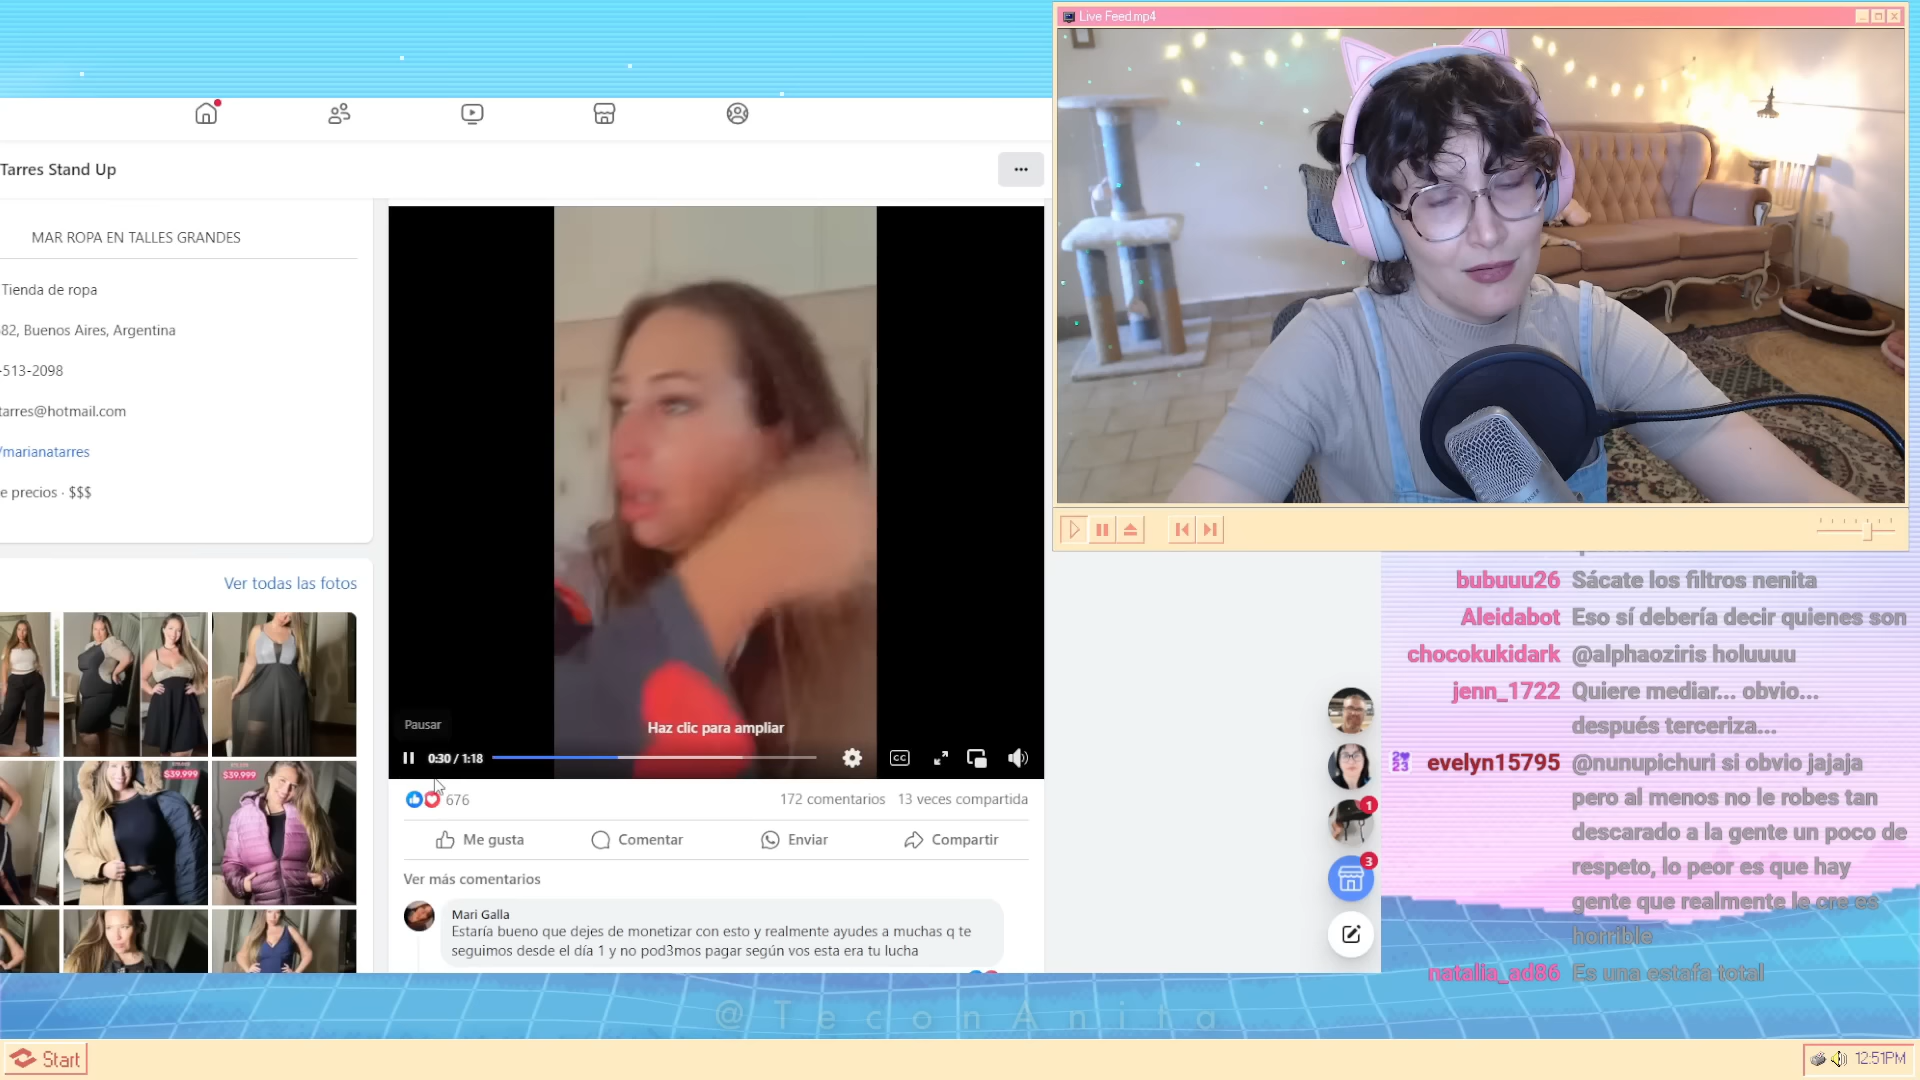 Live Feed.mp4
Tarres Stand Up
...
MAR ROPA EN TALLES GRANDES
Tienda de ropa
82, Buenos Aires, Argentina
-513-2098
tarres@hotmail.com
/marianatarres
e precios · $$$
Ver todas las fotos
$39,999
$39,999
Pausar
Haz clic para ampliar
0:30 / 1:18
CC
676
172 comentarios
13 veces compartida
Me gusta
Comentar
Enviar
Compartir
Ver más comentarios
Mari Galla
Estaría bueno que dejes de monetizar con esto y realmente ayudes a muchas q te
seguimos desde el día 1 y no pod3mos pagar según vos esta era tu lucha
1
3
bubuuu26 Sácate los filtros nenita
Aleidabot Eso sí debería decir quienes son
chocokukidark @alphaoziris holuuuu
jenn_1722 Quiere mediar... obvio...
después terceriza...
evelyn15795 @nunupichuri si obvio jajaja
pero al menos no le robes tan
descarado a la gente un poco de
respeto, lo peor es que hay
gente que realmente le cre es
horrible
natalia_ad86 Es una estafa total
@TeconAnita
Start
12:51PM